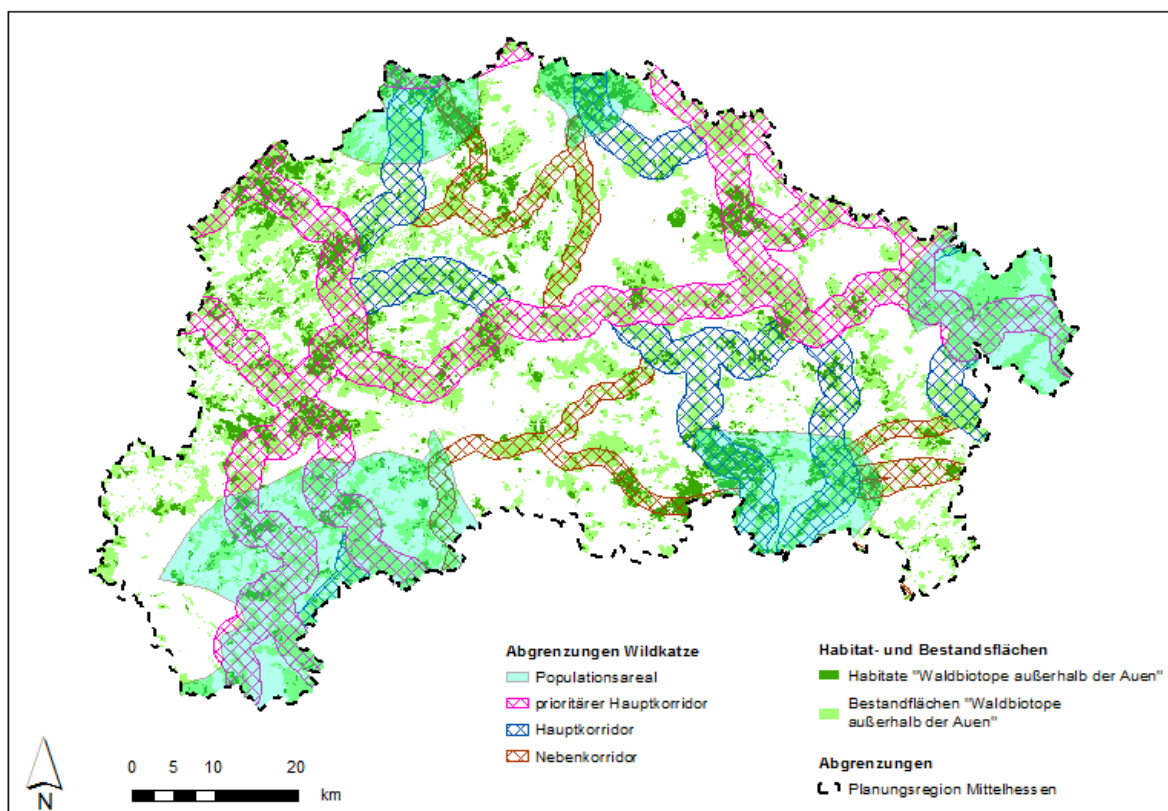 Abgrenzungen Wildkatze
Populationsareal
prioritärer Hauptkorridor
Hauptkorridor
Nebenkorridor
Habitat- und Bestandsflächen
Habitate "Waldbiotope außerhalb der Auen"
Bestandflächen "Waldbiotope
außerhalb der Auen"
Abgrenzungen
Planungsregion Mittelhessen
N
0 5 10 20
km